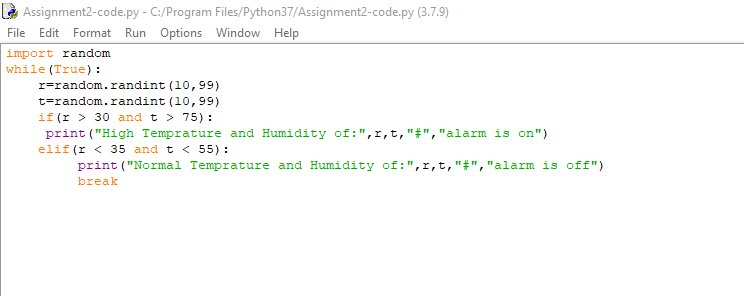 Assignment2-code.py - C:/Program Files/Python37/Assignment2-code.py (3.7.9)
File Edit Format Run Options Window Help
import random
while(True):
    r=random.randint(10,99)
    t=random.randint(10,99)
    if(r > 30 and t > 75):
     print("High Temprature and Humidity of:",r,t,"#","alarm is on")
    elif(r < 35 and t < 55):
         print("Normal Temprature and Humidity of:",r,t,"#","alarm is off")
         break